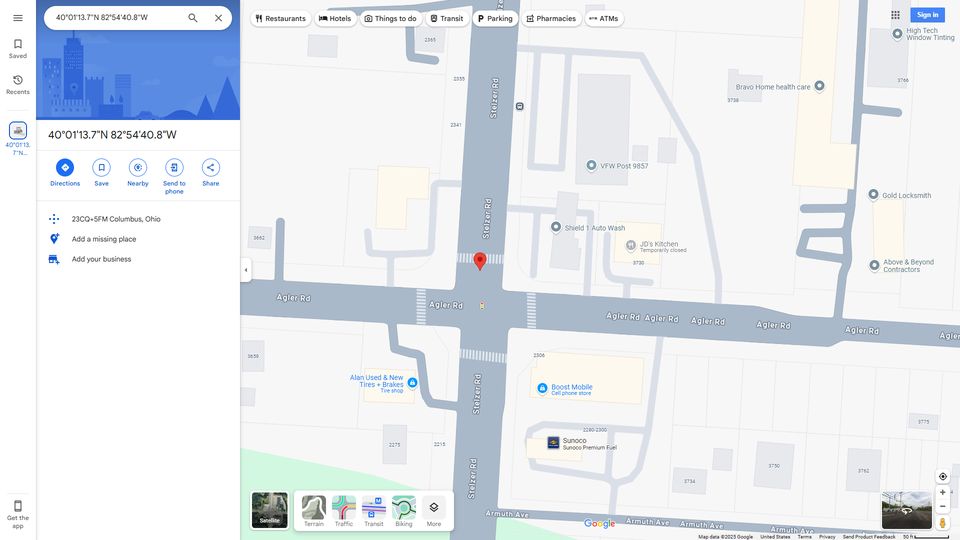 40°01'13.7"N 82°54'40.8"W
Restaurants
Hotels
Things to do
Transit
Parking
Pharmacies
ATMs
Sign in
Saved
Recents
40°01'13.
7"N...
40°01'13.7"N 82°54'40.8"W
Directions
Save
Nearby
Send to
phone
Share
23CQ+5FM Columbus, Ohio
Add a missing place
Add your business
Get the
app
2365
2355
2341
Stelzer Rd
High Tech
Window Tinting
3766
Bravo Home health care
3738
VFW Post 9857
Gold Locksmith
Stelzer Rd
Shield 1 Auto Wash
JD's Kitchen
Temporarily closed
3730
3662
Above & Beyond
Contractors
Agler Rd
Agler Rd
Agler Rd
Agler Rd
Agler Rd
Agler Rd
Agler Rd
Agler
3659
2306
Alan Used & New
Tires + Brakes
Tire shop
Boost Mobile
Cell phone store
Stelzer Rd
2275
2215
2280-2300
Sunoco
Sunoco Premium Fuel
3775
3734
3750
3762
Stelzer Rd
Armuth Ave
Armuth Ave
Armuth Ave
Armuth Ave
Satellite
Terrain
Traffic
Transit
Biking
More
Google
Map data ©2025 Google
United States
Terms
Privacy
Send Product Feedback
50 ft